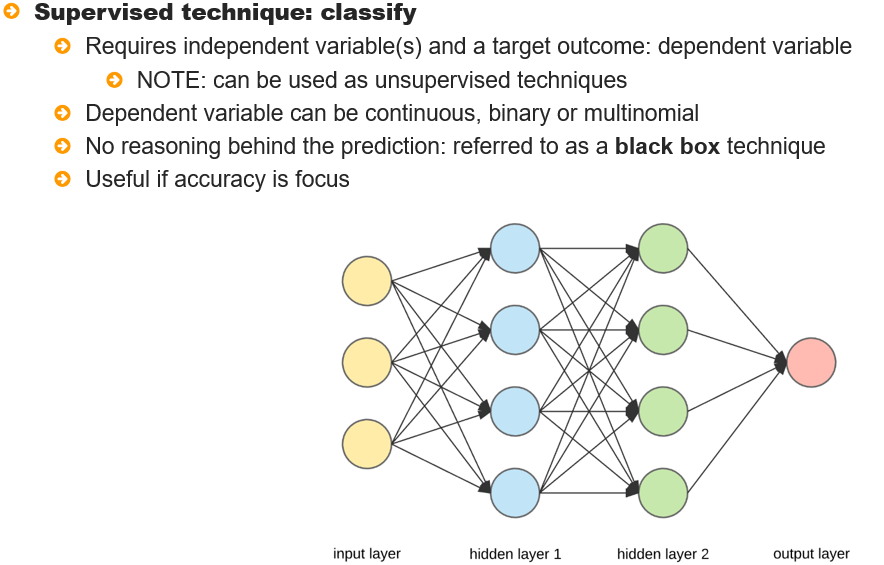 Supervised technique: classify
Requires independent variable(s) and a target outcome: dependent variable
NOTE: can be used as unsupervised techniques
Dependent variable can be continuous, binary or multinomial
No reasoning behind the prediction: referred to as a black box technique
Useful if accuracy is focus
input layer
hidden layer 1
hidden layer 2
output layer